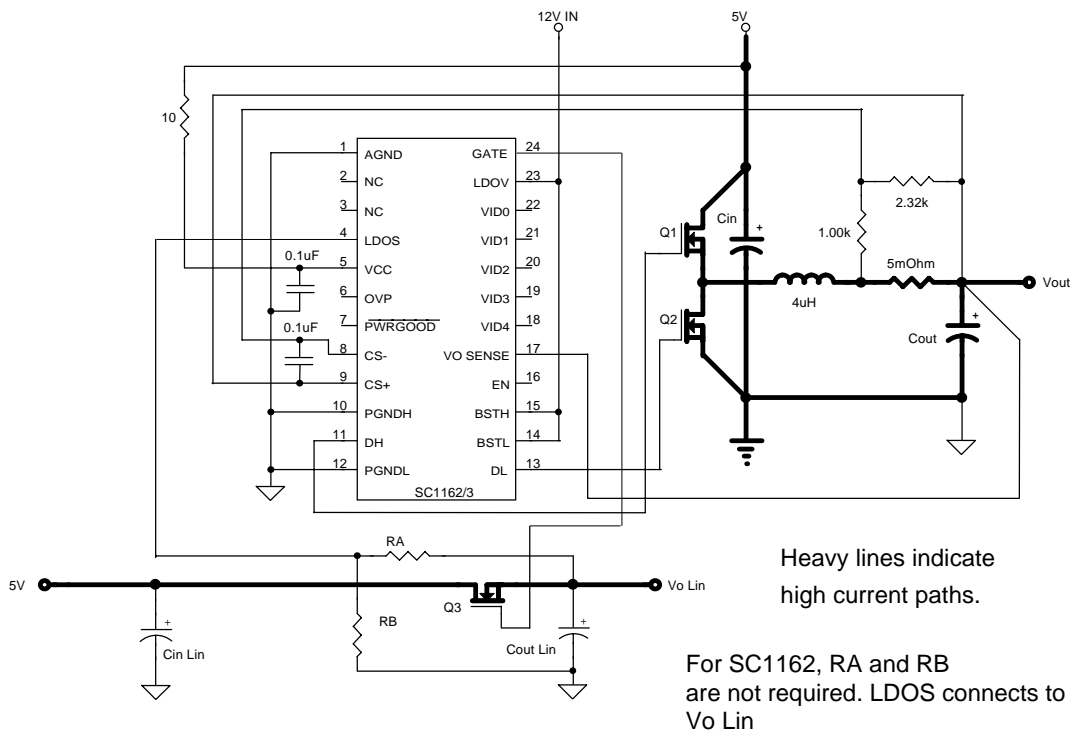 12V IN
5V
10
1 AGND GATE 24
2 NC LDOV 23
3 NC VID0 22
4 LDOS VID1 21
0.1uF
5 VCC VID2 20
6 OVP VID3 19
0.1uF
7 PWRGOOD VID4 18
8 CS- VO SENSE 17
9 CS+ EN 16
10 PGNDH BSTH 15
11 DH BSTL 14
12 PGNDL DL 13
SC1162/3
Q1
Cin
+
2.32k
1.00k
5mOhm
4uH
Vout
Q2
+
Cout
RA
5V
Q3
Vo Lin
RB
+
Cin Lin
+
Cout Lin
Heavy lines indicate
high current paths.
For SC1162, RA and RB
are not required. LDOS connects to
Vo Lin